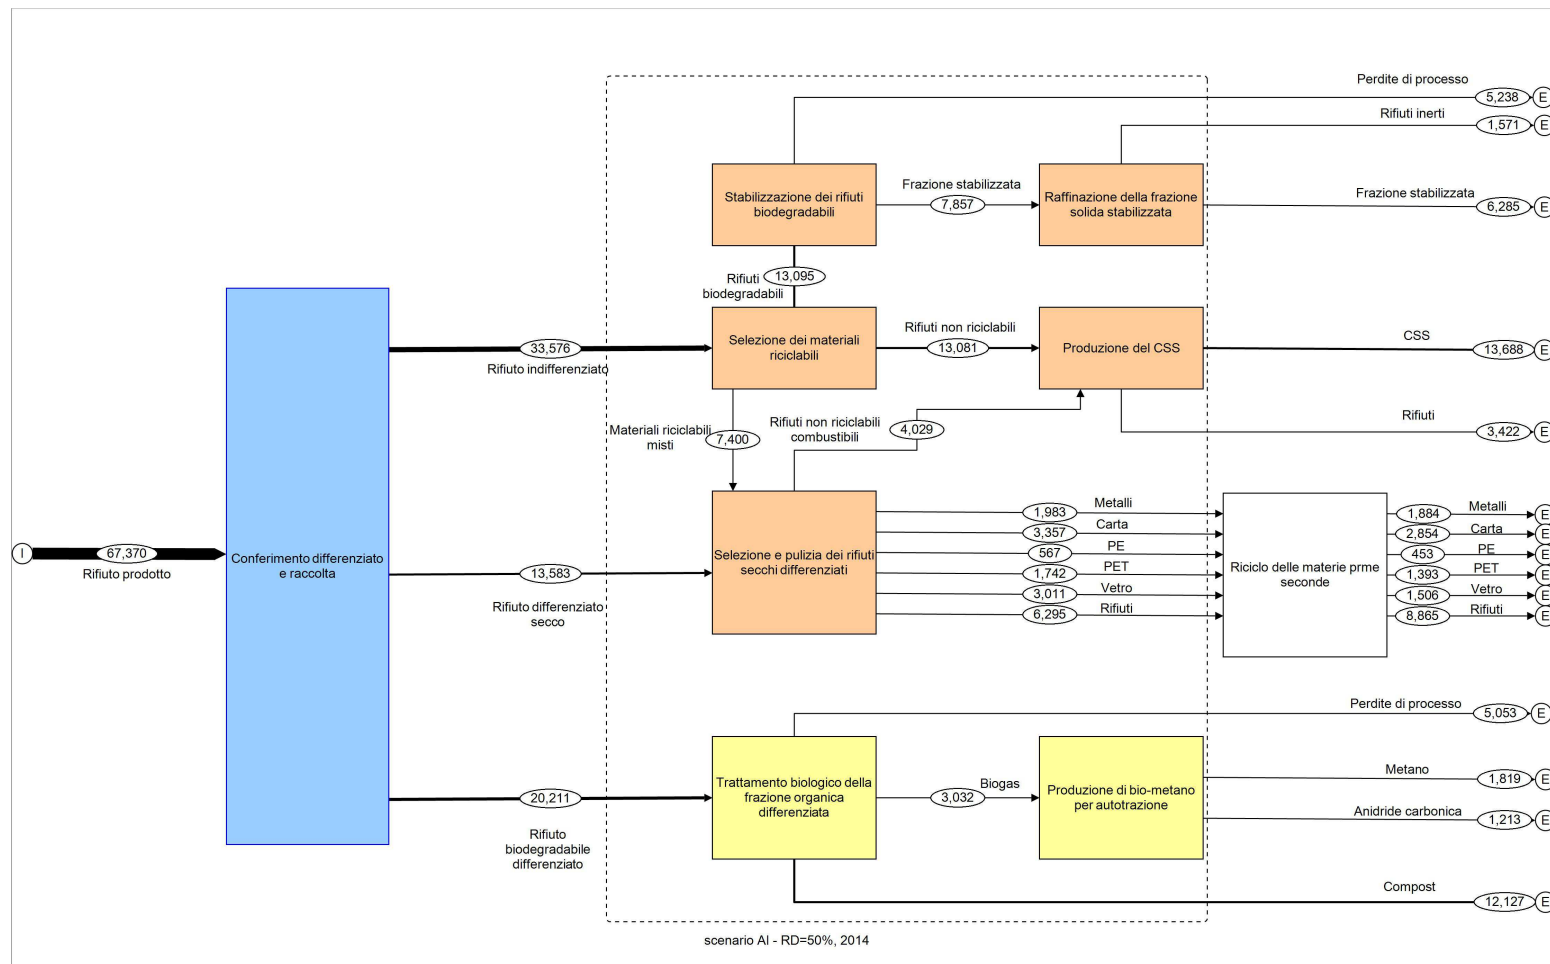 Perdite di processo
5,238
E
Rifiuti inerti
1,571
E
Stabilizzazione dei rifiuti
biodegradabili
Frazione stabilizzata
7,857
Raffinazione della frazione
solida stabilizzata
Frazione stabilizzata
6,285
E
Rifiuti
biodegradabili
13,095
33,576
Rifiuto indifferenziato
Selezione dei materiali
riciclabili
Rifiuti non riciclabili
13,081
Produzione del CSS
CSS
13,688
E
Materiali riciclabili
misti
7,400
Rifiuti non riciclabili
combustibili
4,029
Rifiuti
3,422
E
I
67,370
Rifiuto prodotto
Conferimento differenziato
e raccolta
13,583
Rifiuto differenziato
secco
Selezione e pulizia dei rifiuti
secchi differenziati
1,983 Metalli
3,357 Carta
567 PE
1,742 PET
3,011 Vetro
6,295 Rifiuti
Riciclo delle materie prme
seconde
1,884 Metalli E
2,854 Carta E
453 PE E
1,393 PET E
1,506 Vetro E
8,865 Rifiuti E
Perdite di processo
5,053
E
20,211
Rifiuto
biodegradabile
differenziato
Trattamento biologico della
frazione organica
differenziata
Biogas
3,032
Produzione di bio-metano
per autotrazione
Metano
1,819
E
Anidride carbonica
1,213
E
Compost
12,127
E
scenario AI - RD=50%, 2014